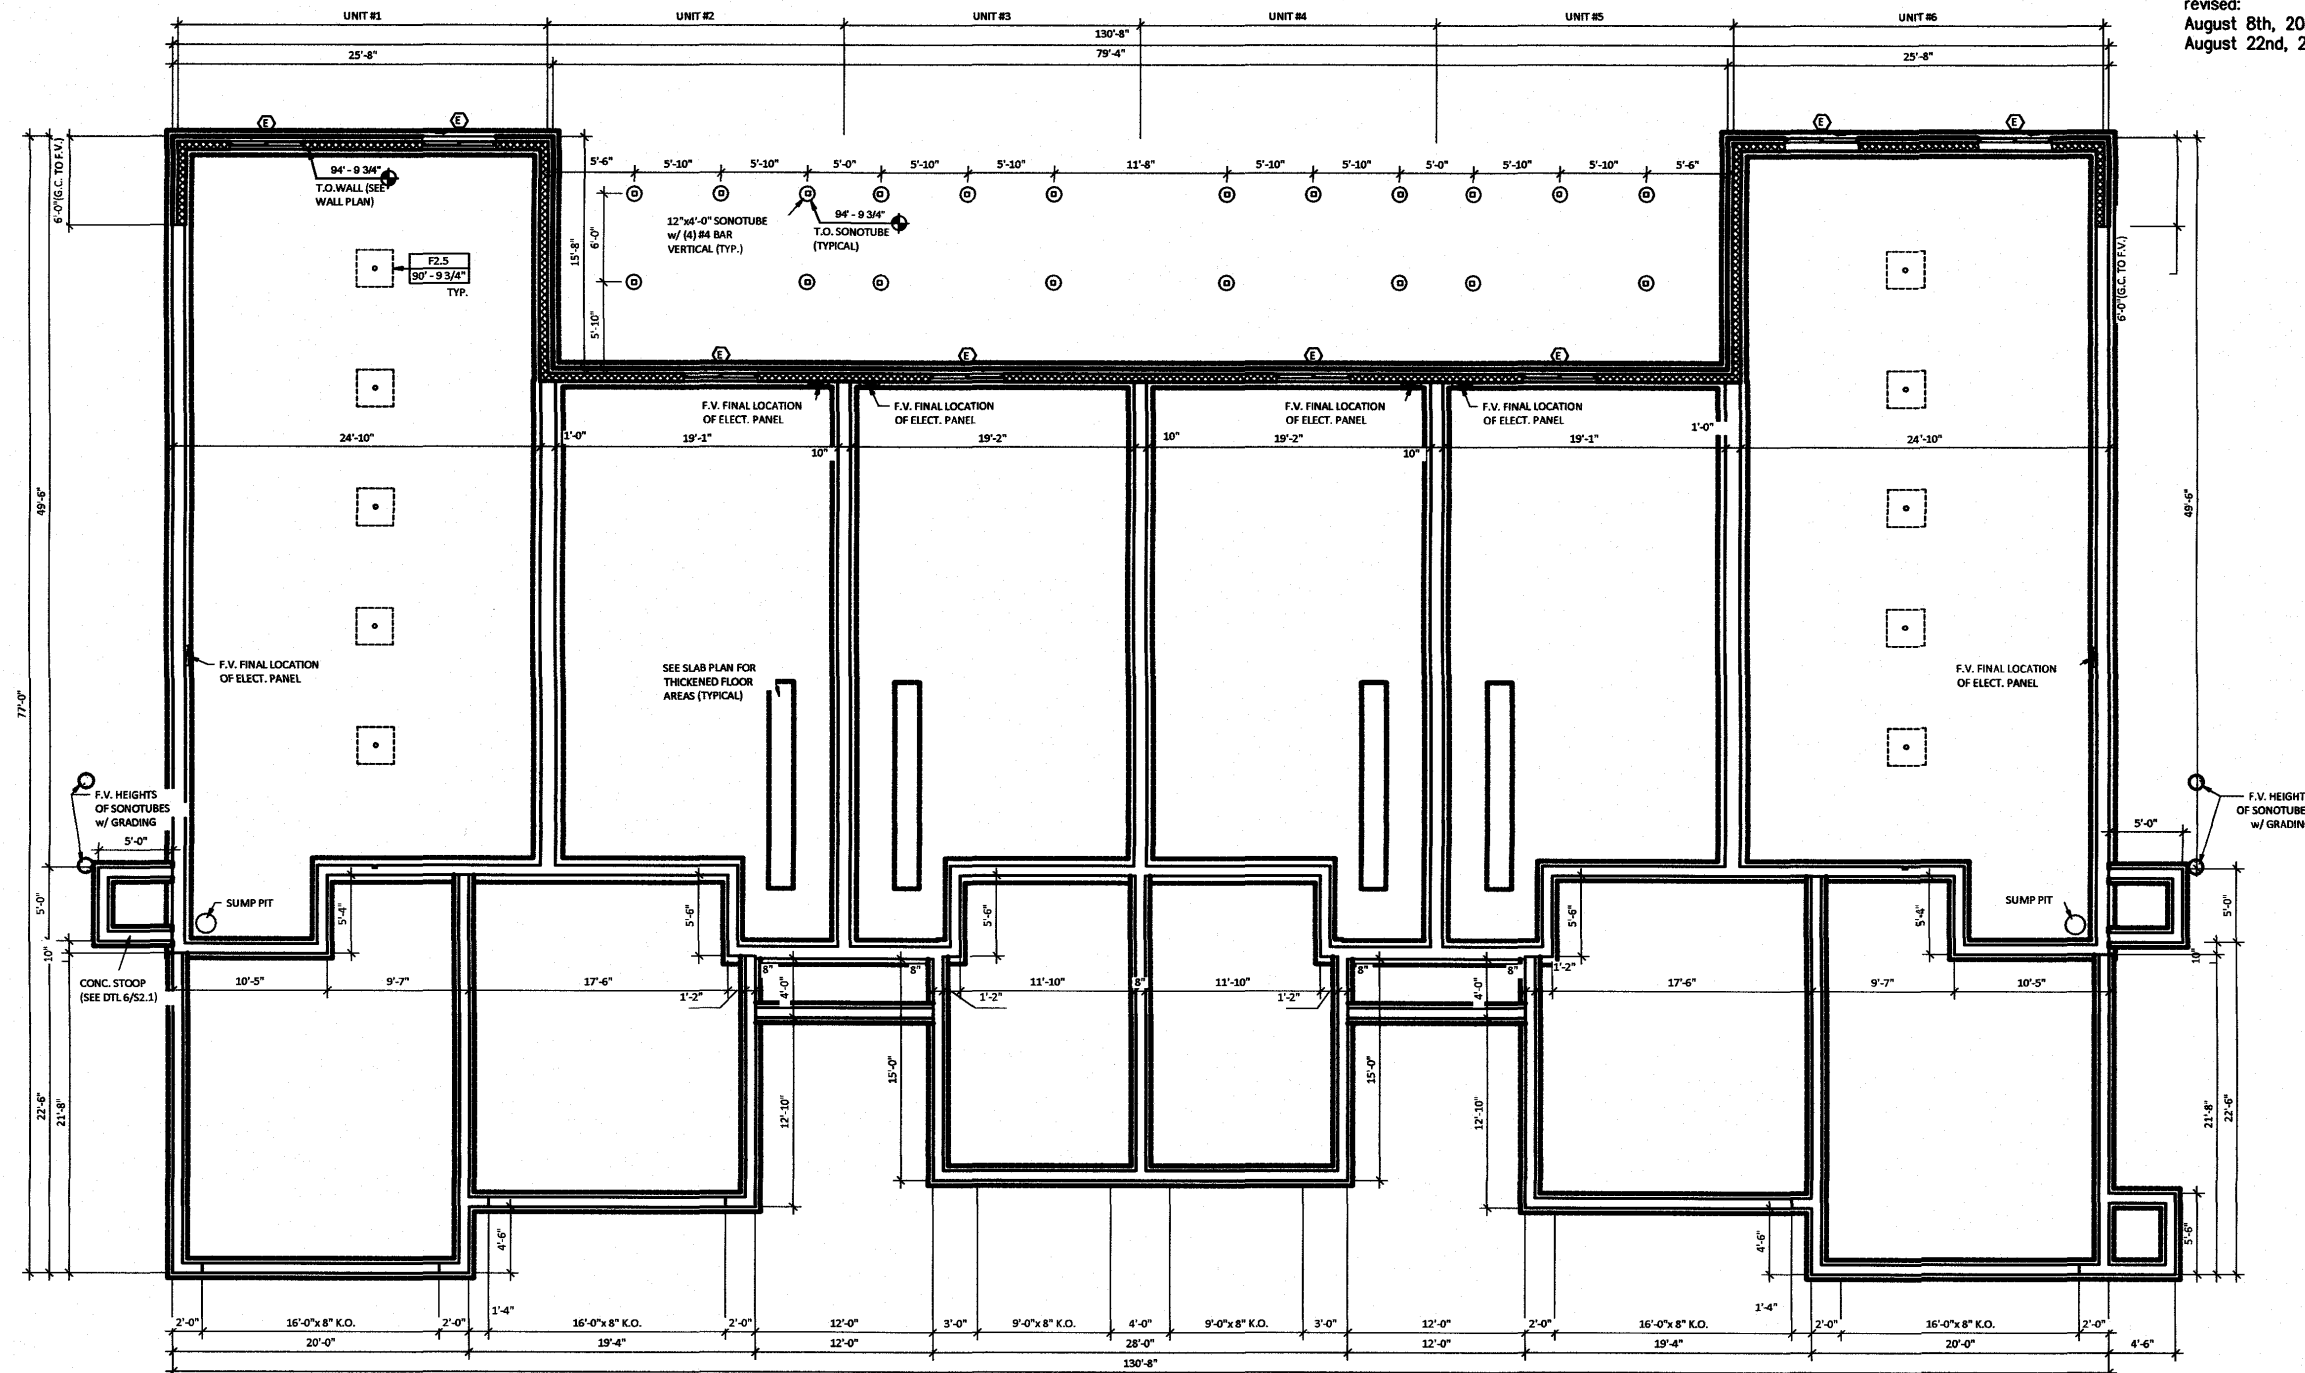 UNIT #1
UNIT #2
UNIT #3
UNIT #4
UNIT #5
UNIT #6
revised:
August 8th, 20
August 22nd, 2
130'-8"
25'-8"
79'-4"
25'-8"
E
E
E
E
6'-0"(G.C. TO F.V.)
94' - 9 3/4"
T.O.WALL (SEE
WALL PLAN)
5'-6"
5'-10"
5'-10"
5'-0"
5'-10"
5'-10"
11'-8"
5'-10"
5'-10"
5'-0"
5'-10"
5'-10"
5'-6"
12"x4'-0" SONOTUBE
w/ (4) #4 BAR
VERTICAL (TYP.)
94' - 9 3/4"
T.O. SONOTUBE
(TYPICAL)
15'-8"
6'-0"
5'-10"
F2.5
90' - 9 3/4"
TYP.
6'-0"(G.C. TO F.V.)
E
E
E
E
F.V. FINAL LOCATION
OF ELECT. PANEL
F.V. FINAL LOCATION
OF ELECT. PANEL
F.V. FINAL LOCATION
OF ELECT. PANEL
F.V. FINAL LOCATION
OF ELECT. PANEL
24'-10"
1'-0"
19'-1"
10"
19'-2"
10"
19'-2"
10"
19'-1"
1'-0"
24'-10"
49'-6"
49'-6"
77'-0"
F.V. FINAL LOCATION
OF ELECT. PANEL
SEE SLAB PLAN FOR
THICKENED FLOOR
AREAS (TYPICAL)
F.V. FINAL LOCATION
OF ELECT. PANEL
F.V. HEIGHTS
OF SONOTUBES
w/ GRADING
5'-0"
F.V. HEIGHT
OF SONOTUBE
w/ GRADIN
5'-0"
5'-0"
10"
SUMP PIT
5'-4"
5'-6"
5'-6"
5'-6"
5'-4"
SUMP PIT
5'-0"
10"
CONC. STOOP
(SEE DTL 6/S2.1)
10'-5"
9'-7"
17'-6"
1'-2"
8"
4'-0"
8"
1'-2"
11'-10"
8"
11'-10"
1'-2"
8"
4'-0"
8"
1'-2"
17'-6"
9'-7"
10'-5"
22'-6"
21'-8"
12'-10"
15'-0"
15'-0"
12'-10"
21'-8"
22'-6"
4'-6"
4'-6"
5'-6"
2'-0"
16'-0"x 8" K.O.
2'-0"
1'-4"
16'-0"x 8" K.O.
2'-0"
12'-0"
3'-0"
9'-0"x 8" K.O.
4'-0"
9'-0"x 8" K.O.
3'-0"
12'-0"
2'-0"
16'-0"x 8" K.O.
1'-4"
2'-0"
16'-0"x 8" K.O.
2'-0"
20'-0"
19'-4"
12'-0"
28'-0"
12'-0"
19'-4"
20'-0"
4'-6"
130'-8"